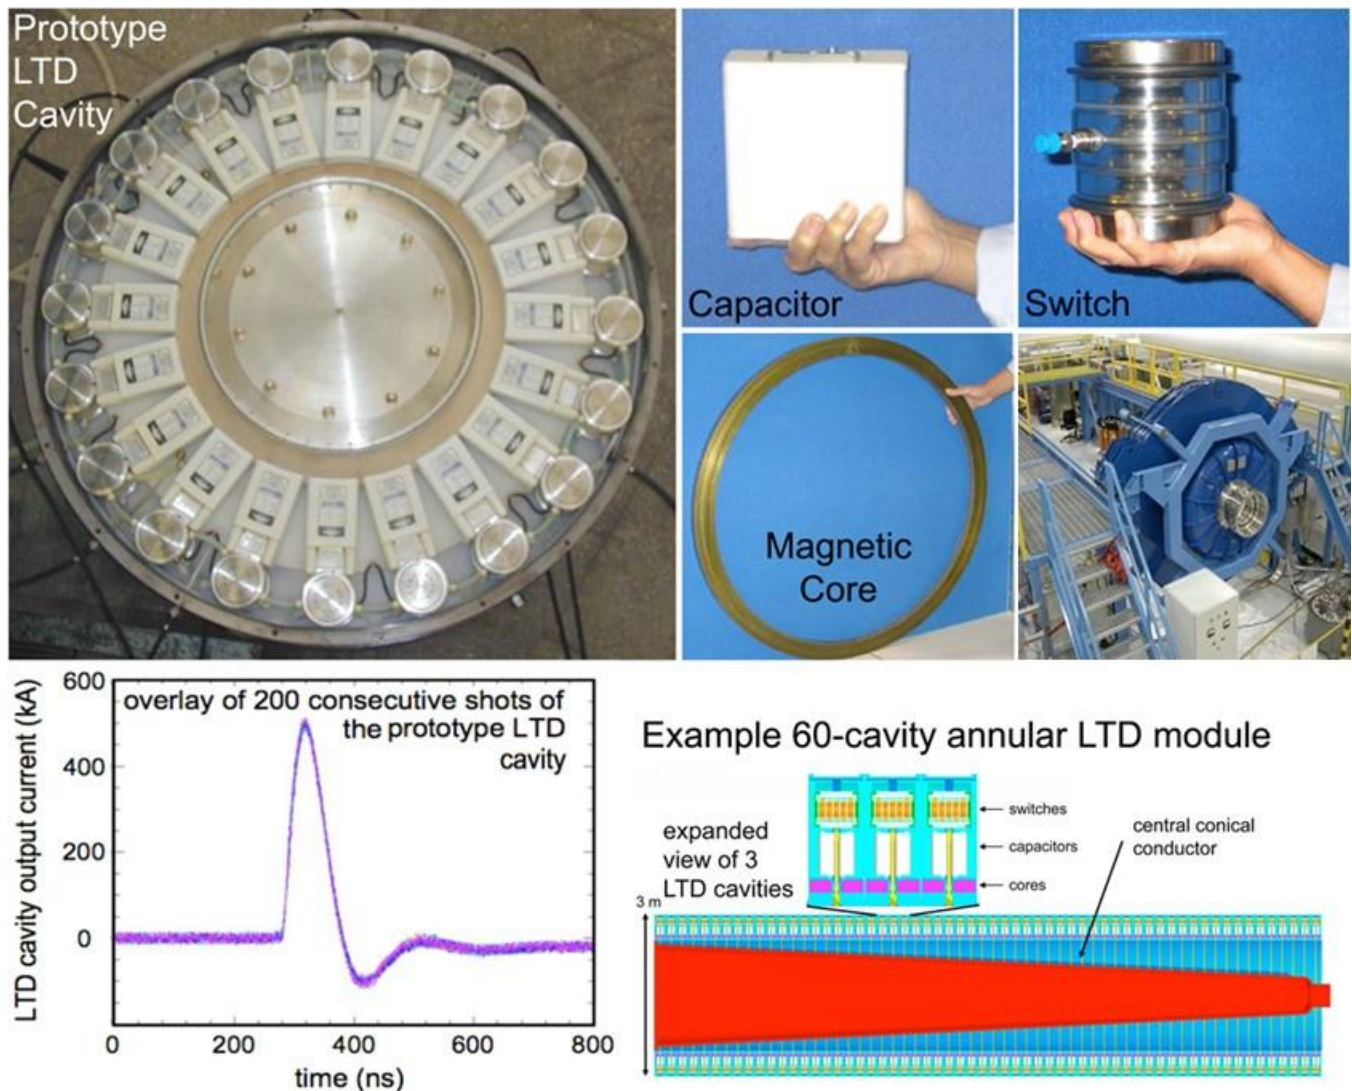 Prototype
LTD
Cavity
Capacitor
Switch
Magnetic
Core
LTD cavity output current (kA)
600
400
200
0
overlay of 200 consecutive shots of
the prototype LTD
cavity
0
200
400
600
800
time (ns)
Example 60-cavity annular LTD module
expanded
view of 3
LTD cavities
switches
capacitors
cores
central conical
conductor
3 m